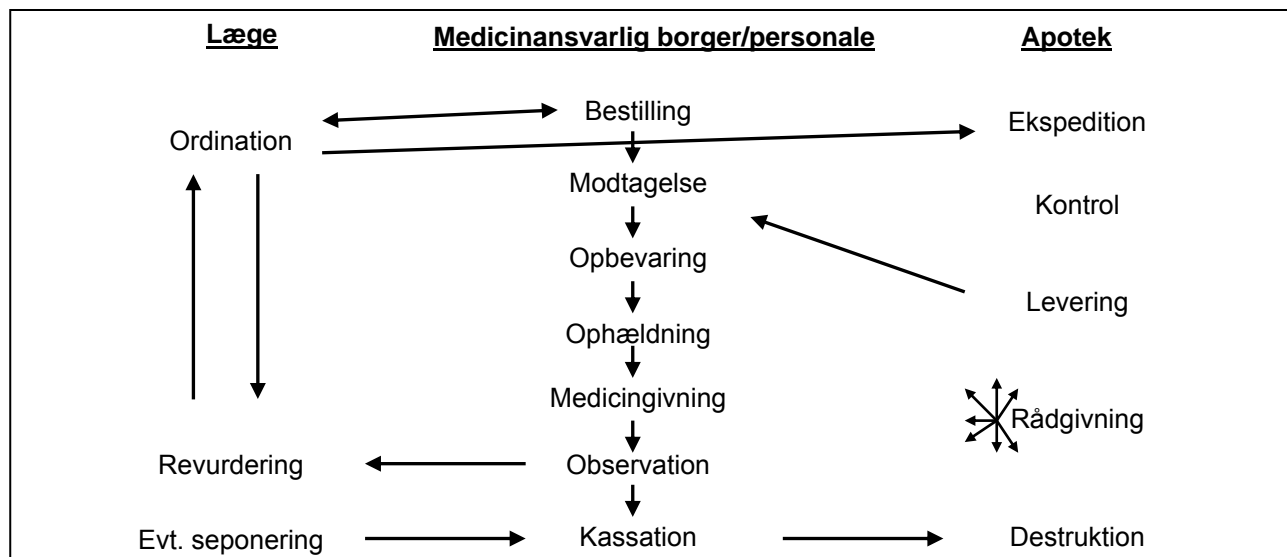 Læge
Medicinansvarlig borger/personale
Apotek
Ordination
Bestilling
Ekspedition
Modtagelse
Kontrol
Opbevaring
Levering
Ophældning
Medicingivning
Rådgivning
Revurdering
Observation
Evt. seponering
Kassation
Destruktion